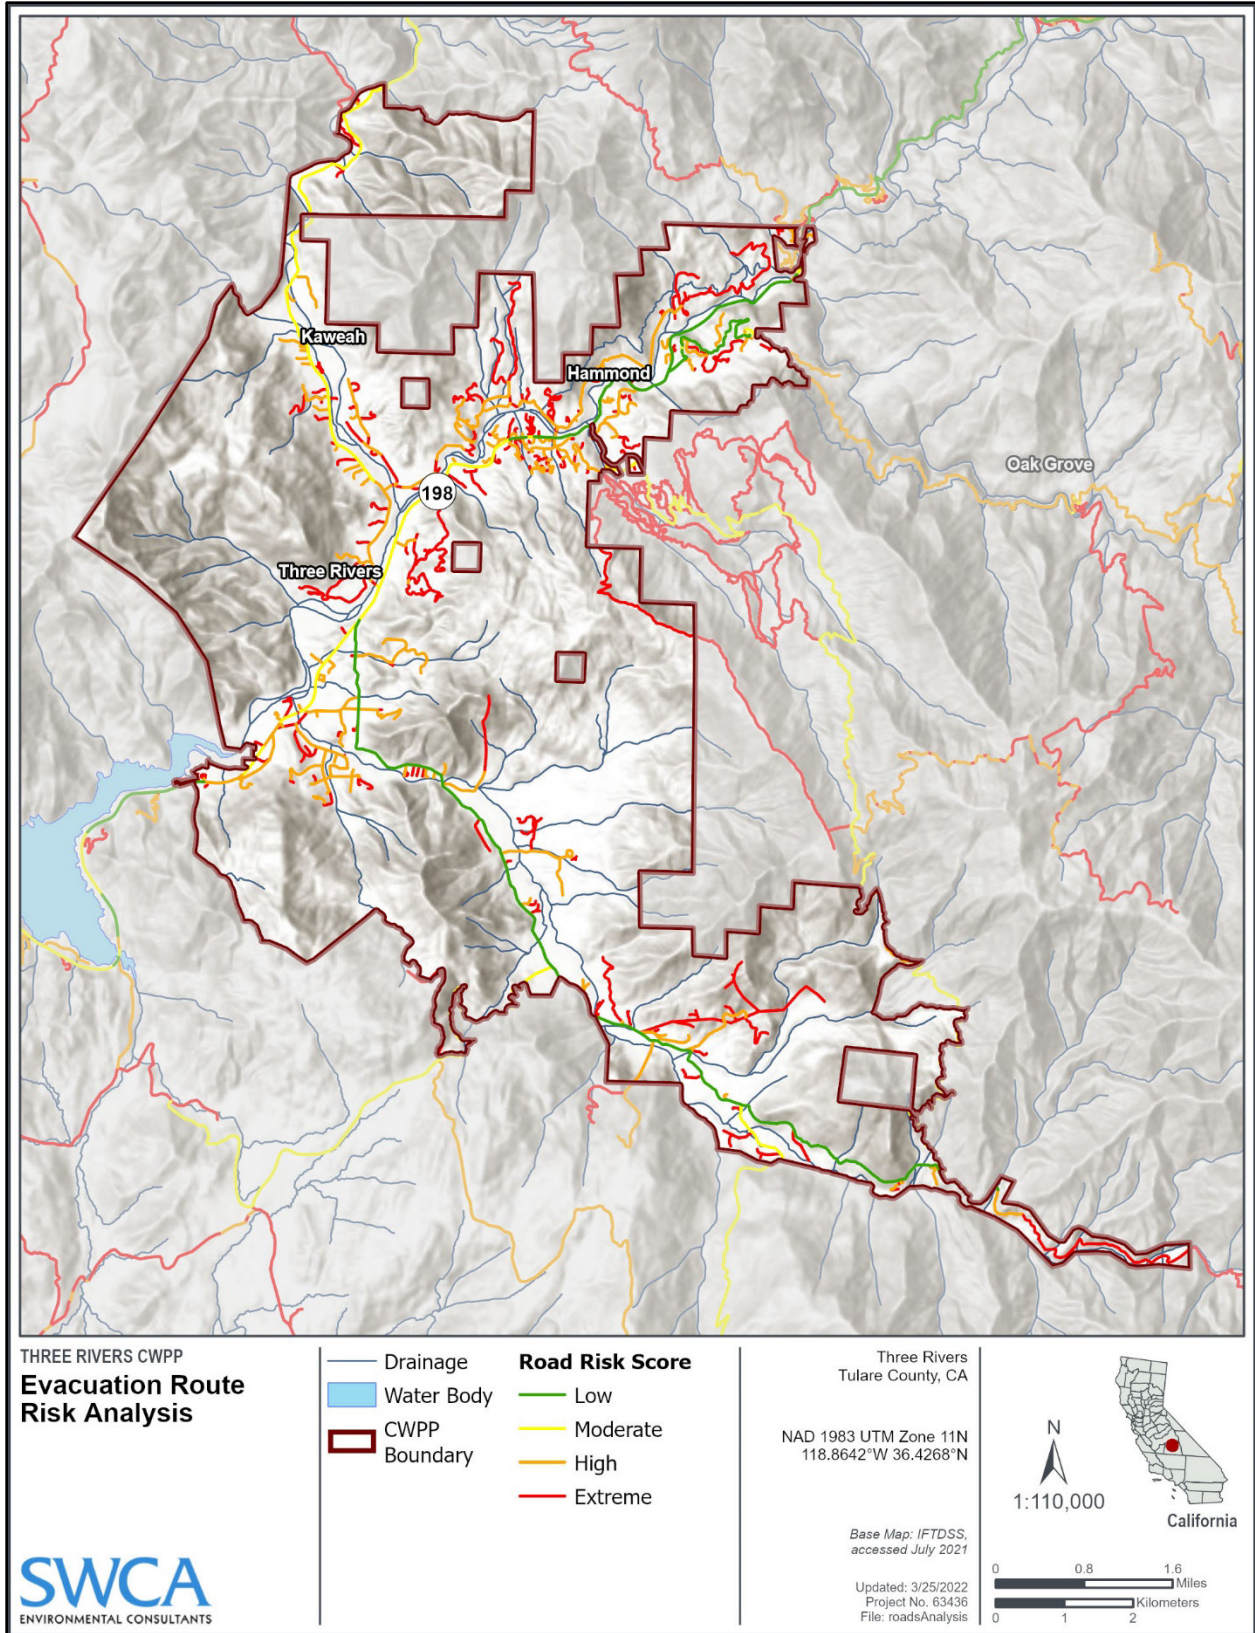 Kaweah
Hammond
Oak Grove
198
Three Rivers
THREE RIVERS CWPP
Evacuation Route
Risk Analysis
SWCA
ENVIRONMENTAL CONSULTANTS
Drainage
Water Body
CWPP
Boundary
Road Risk Score
Low
Moderate
High
Extreme
Three Rivers
Tulare County, CA
NAD 1983 UTM Zone 11N
118.8642°W 36.4268°N
Base Map: IFTDSS,
accessed July 2021
Updated: 3/25/2022
Project No. 63436
File: roadsAnalysis
N
1:110,000
California
0 0.8 1.6
Miles
Kilometers
0 1 2